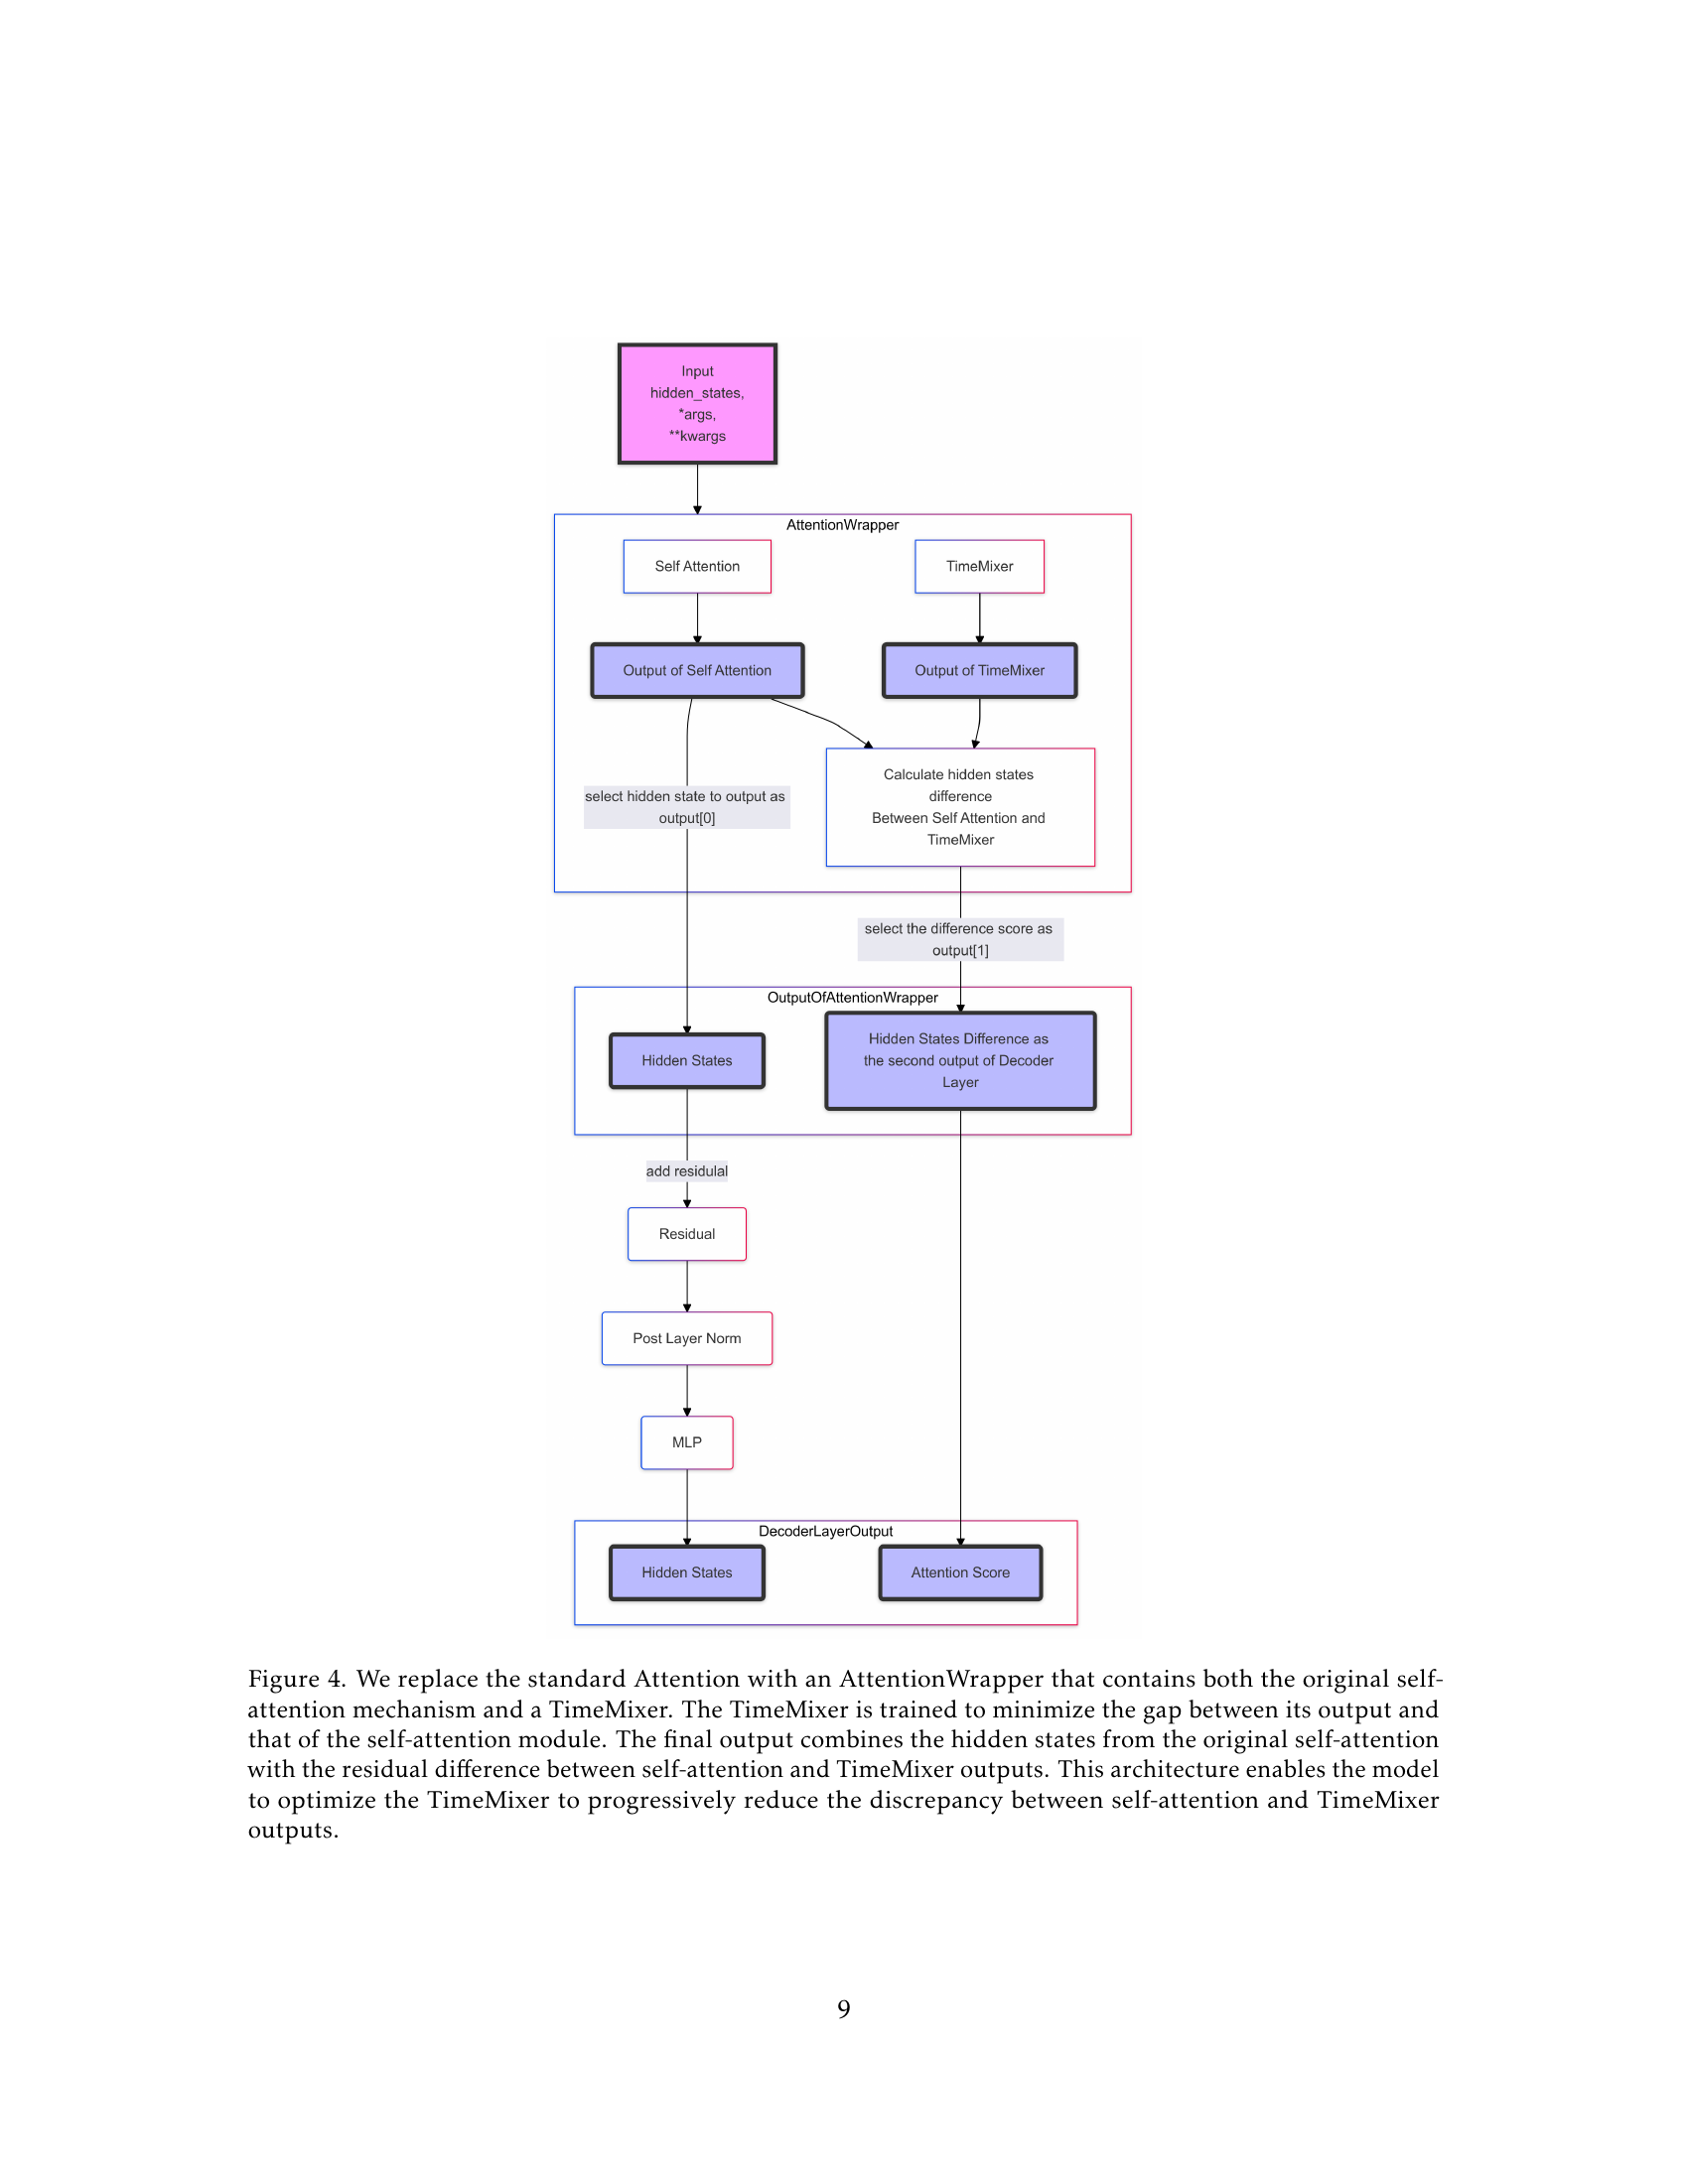 Input
hidden_states,
*args,
**kwargs
AttentionWrapper
Self Attention
TimeMixer
Output of Self Attention
Output of TimeMixer
select hidden state to output as
output[0]
Calculate hidden states
difference
Between Self Attention and
TimeMixer
select the difference score as
output[1]
OutputOfAttentionWrapper
Hidden States
Hidden States Difference as
the second output of Decoder
Layer
add residulal
Residual
Post Layer Norm
MLP
DecoderLayerOutput
Hidden States
Attention Score
Figure 4. We replace the standard Attention with an AttentionWrapper that contains both the original self-
attention mechanism and a TimeMixer. The TimeMixer is trained to minimize the gap between its output and
that of the self-attention module. The final output combines the hidden states from the original self-attention
with the residual difference between self-attention and TimeMixer outputs. This architecture enables the model
to optimize the TimeMixer to progressively reduce the discrepancy between self-attention and TimeMixer
outputs.
9